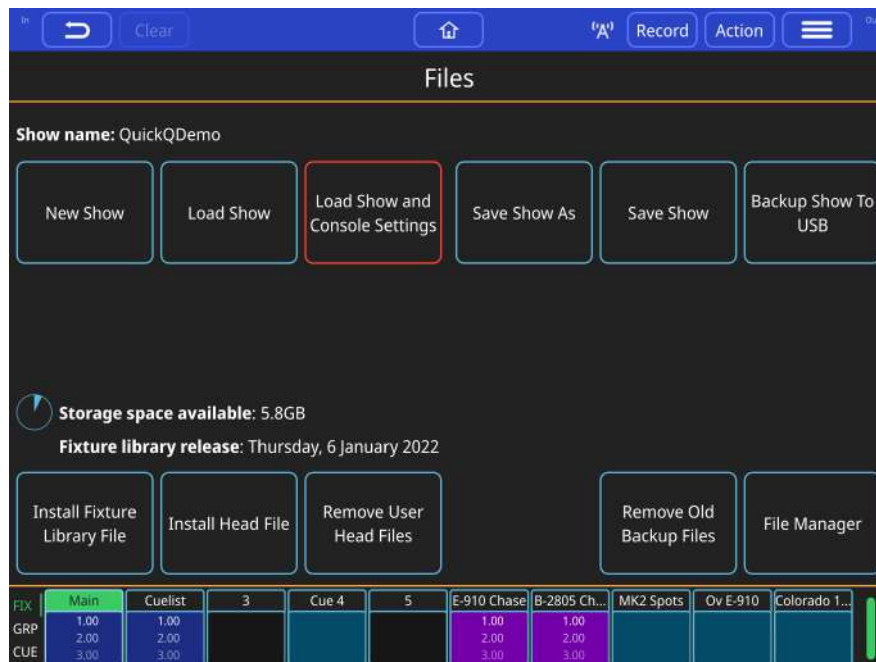 In
Clear
Record
Action
Files
Show name: QuickQDemo
New Show
Load Show
Load Show and
Console Settings
Save Show As
Save Show
Backup Show To
USB
Storage space available: 5.8GB
Fixture library release: Thursday, 6 January 2022
Install Fixture
Library File
Install Head File
Remove User
Head Files
Remove Old
Backup Files
File Manager
FIX
GRP
CUE
Main
1.00
2.00
3.00
Cuelist
1.00
2.00
3.00
3
Cue 4
5
E-910 Chase
1.00
2.00
3.00
B-2805 Ch...
1.00
2.00
3.00
MK2 Spots
Ov E-910
Colorado 1...